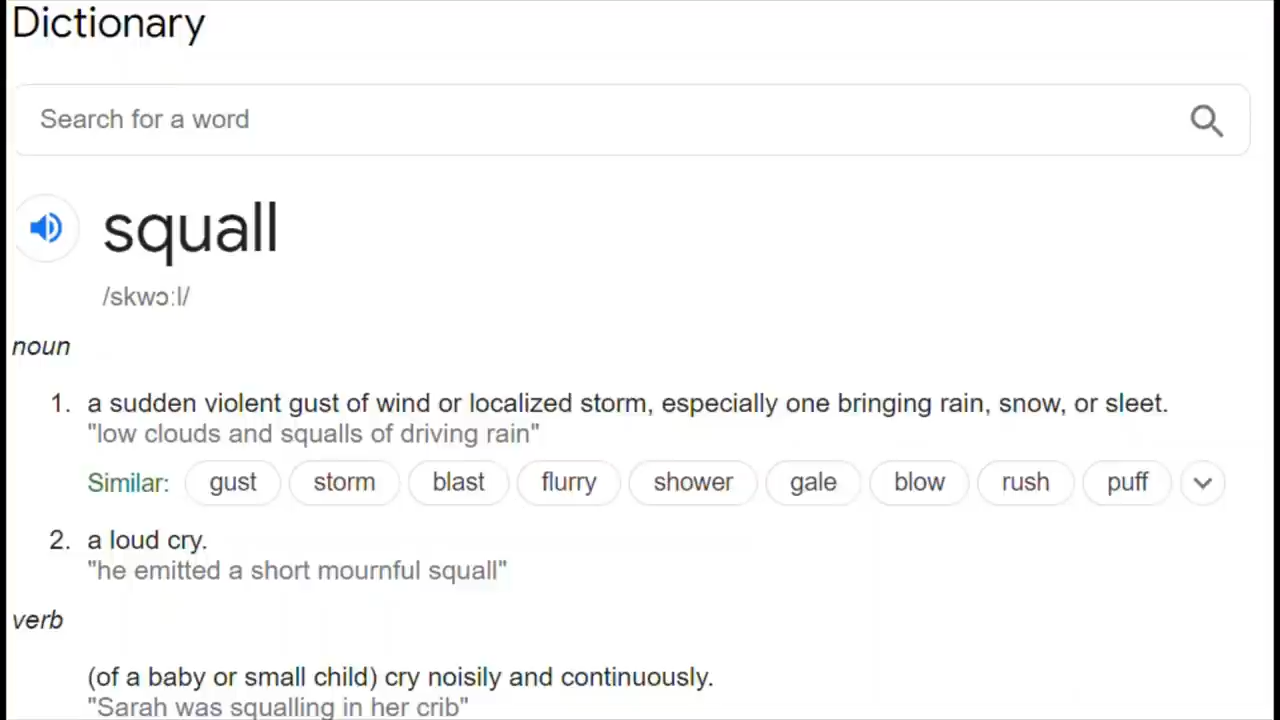 Dictionary
Search for a word
squall
/skwɔːl/
noun
1. a sudden violent gust of wind or localized storm, especially one bringing rain, snow, or sleet.
"low clouds and squalls of driving rain"
Similar: gust storm blast flurry shower gale blow rush puff
2. a loud cry.
"he emitted a short mournful squall"
verb
(of a baby or small child) cry noisily and continuously.
"Sarah was squalling in her crib"